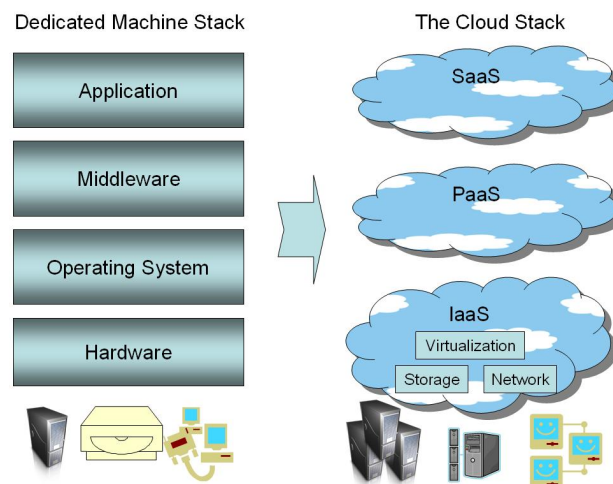 Dedicated Machine Stack
Application
Middleware
Operating System
Hardware
The Cloud Stack
SaaS
PaaS
IaaS
Virtualization
Storage
Network